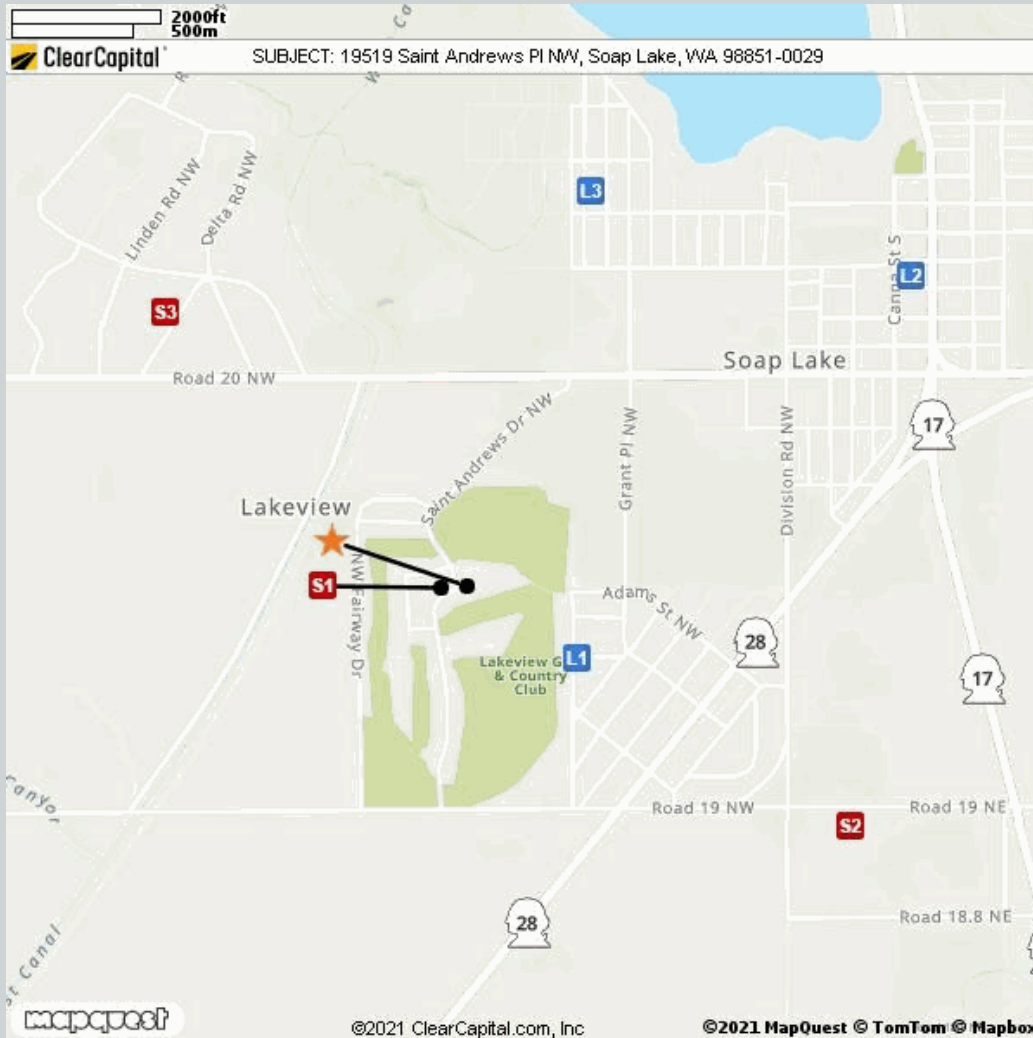 2000ft
500m
ClearCapital
SUBJECT: 19519 Saint Andrews Pl NW, Soap Lake, WA 98851-0029
Linden Rd NW
Delta Rd NW
L3
Canna St S
L2
S3
Soap Lake
Road 20 NW
17
Saint Andrews Dr NW
Grant Pl NW
Division Rd NW
Lakeview
S1
NW Fairway Dr
Adams St NW
28
Lakeview G
& Country
Club
L1
17
Road 19 NW
Road 19 NE
S2
28
Road 18.8 NE
st Canal
mapquest
©2021 ClearCapital.com, Inc
©2021 MapQuest © TomTom © Mapbox